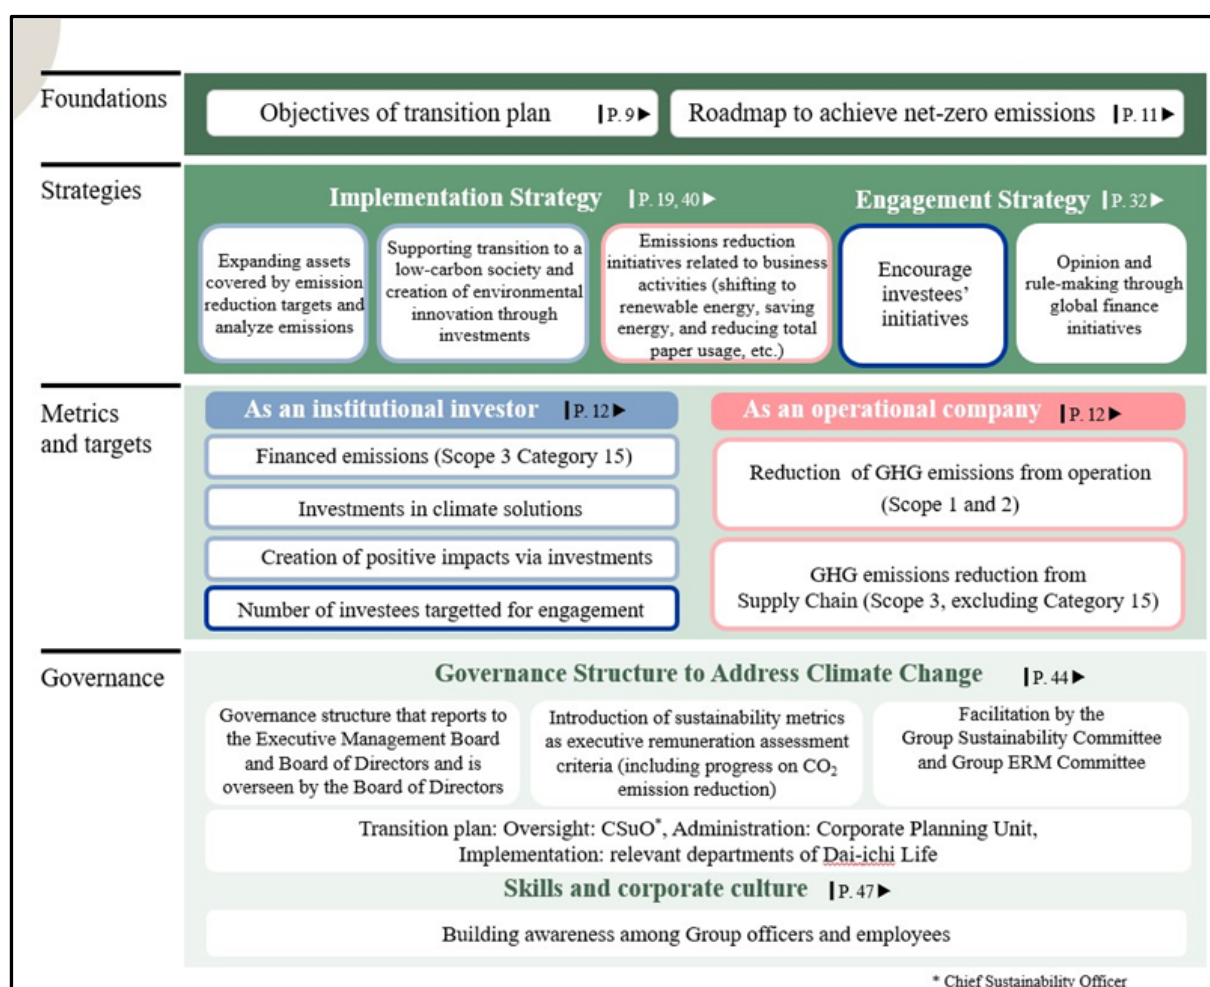 Foundations
Objectives of transition plan P. 9▶
Roadmap to achieve net-zero emissions P. 11▶
Strategies
Implementation Strategy P. 19, 40▶
Engagement Strategy P. 32▶
Expanding assets
covered by emission
reduction targets and
analyze emissions
Supporting transition to a
low-carbon society and
creation of environmental
innovation through
investments
Emissions reduction
initiatives related to business
activities (shifting to
renewable energy, saving
energy, and reducing total
paper usage, etc.)
Encourage
investees’
initiatives
Opinion and
rule-making through
global finance
initiatives
Metrics
and targets
As an institutional investor P. 12▶
Financed emissions (Scope 3 Category 15)
Investments in climate solutions
Creation of positive impacts via investments
Number of investees targetted for engagement
As an operational company P. 12▶
Reduction of GHG emissions from operation
(Scope 1 and 2)
GHG emissions reduction from
Supply Chain (Scope 3, excluding Category 15)
Governance
Governance Structure to Address Climate Change P. 44▶
Governance structure that reports to
the Executive Management Board
and Board of Directors and is
overseen by the Board of Directors
Introduction of sustainability metrics
as executive remuneration assessment
criteria (including progress on CO₂
emission reduction)
Facilitation by the
Group Sustainability Committee
and Group ERM Committee
Transition plan: Oversight: CSuO*, Administration: Corporate Planning Unit,
Implementation: relevant departments of Dai-ichi Life
Skills and corporate culture P. 47▶
Building awareness among Group officers and employees
* Chief Sustainability Officer